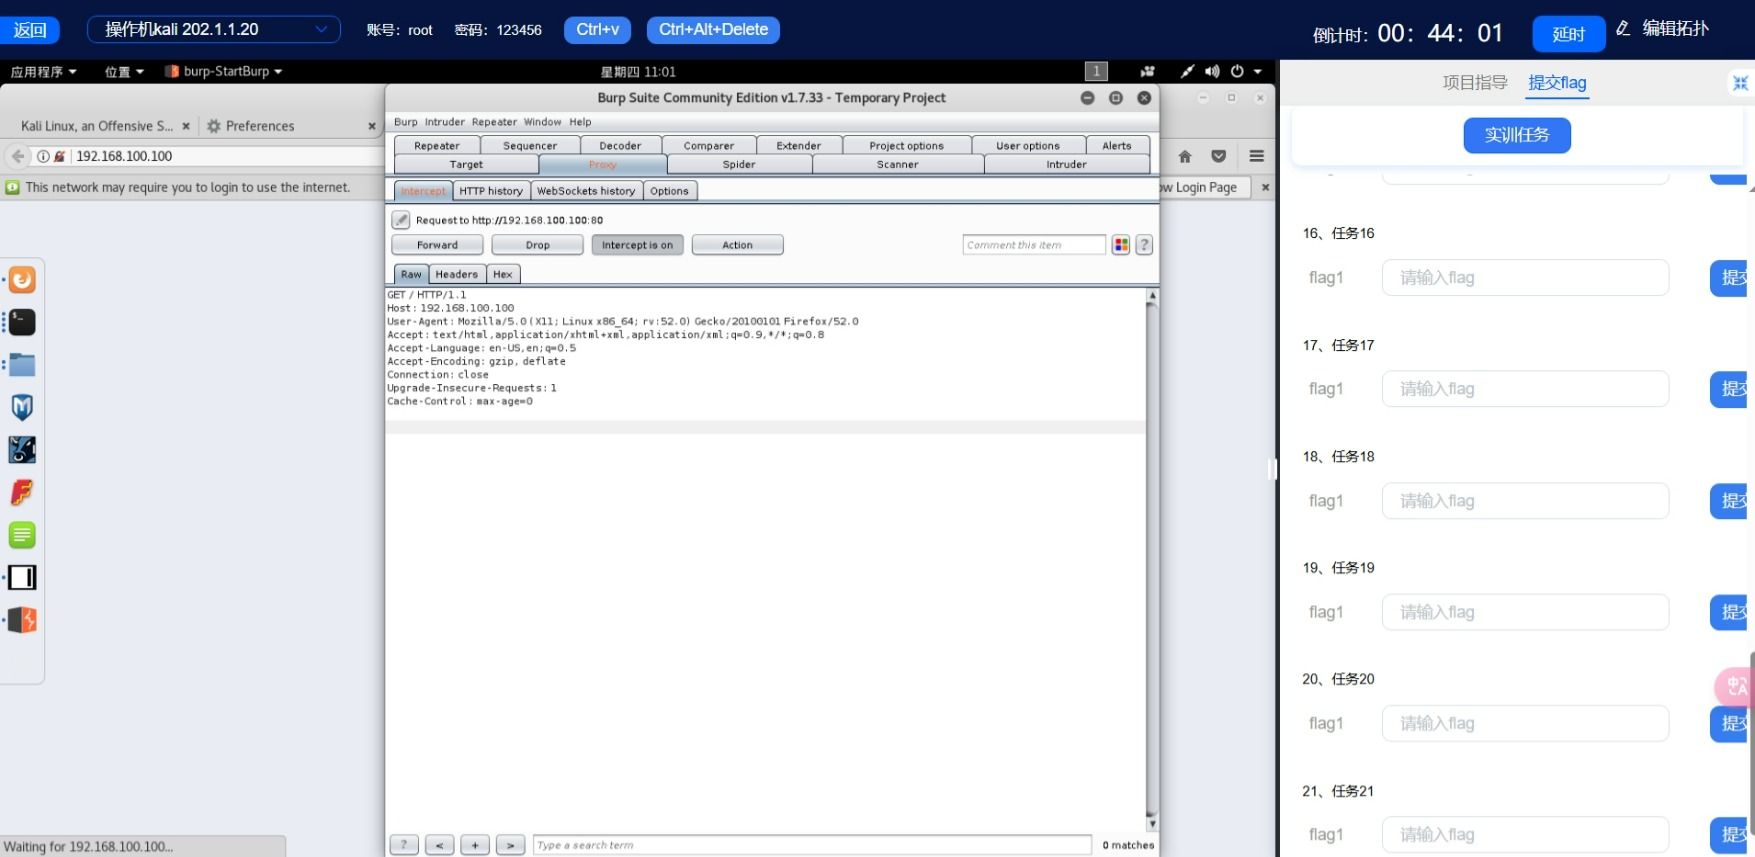 返回
操作机kali 202.1.1.20
账号: root
密码: 123456
Ctrl+v
Ctrl+Alt+Delete
倒计时: 00: 44: 01
延时
编辑拓扑
应用程序
位置
burp-StartBurp
星期四 11:01
1
Kali Linux, an Offensive S...
Preferences
192.168.100.100
This network may require you to login to use the internet.
ow Login Page
Burp Suite Community Edition v1.7.33 - Temporary Project
Burp Intruder Repeater Window Help
Repeater Sequencer Decoder Comparer Extender Project options User options Alerts
Target Proxy Spider Scanner Intruder
Intercept HTTP history WebSockets history Options
Request to http://192.168.100.100:80
Forward Drop Intercept is on Action
Comment this item
?
Raw Headers Hex
GET / HTTP/1.1
Host: 192.168.100.100
User-Agent: Mozilla/5.0 (X11; Linux x86_64; rv:52.0) Gecko/20100101 Firefox/52.0
Accept: text/html,application/xhtml+xml,application/xml;q=0.9,*/*;q=0.8
Accept-Language: en-US,en;q=0.5
Accept-Encoding: gzip, deflate
Connection: close
Upgrade-Insecure-Requests: 1
Cache-Control: max-age=0
? < + >
Type a search term
0 matches
Waiting for 192.168.100.100...
项目指导
提交flag
实训任务
16、任务16
flag1 请输入flag 提交
17、任务17
flag1 请输入flag 提交
18、任务18
flag1 请输入flag 提交
19、任务19
flag1 请输入flag 提交
20、任务20
flag1 请输入flag 提交
21、任务21
flag1 请输入flag 提交